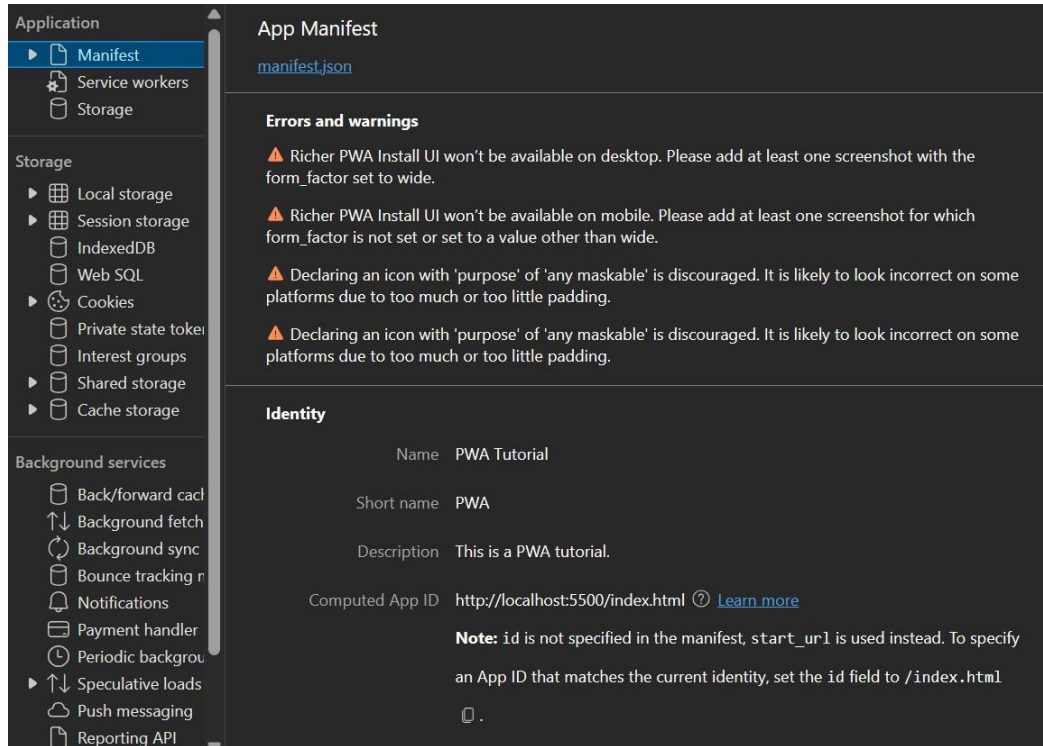 Application
Manifest
Service workers
Storage
Storage
Local storage
Session storage
IndexedDB
Web SQL
Cookies
Private state token
Interest groups
Shared storage
Cache storage
Background services
Back/forward cach
Background fetch
Background sync
Bounce tracking m
Notifications
Payment handler
Periodic backgrou
Speculative loads
Push messaging
Reporting API
App Manifest
manifest.json
Errors and warnings
Richer PWA Install UI won't be available on desktop. Please add at least one screenshot with the
form_factor set to wide.
Richer PWA Install UI won't be available on mobile. Please add at least one screenshot for which
form_factor is not set or set to a value other than wide.
Declaring an icon with 'purpose' of 'any maskable' is discouraged. It is likely to look incorrect on some
platforms due to too much or too little padding.
Declaring an icon with 'purpose' of 'any maskable' is discouraged. It is likely to look incorrect on some
platforms due to too much or too little padding.
Identity
Name PWA Tutorial
Short name PWA
Description This is a PWA tutorial.
Computed App ID http://localhost:5500/index.html ? Learn more
Note: id is not specified in the manifest, start_url is used instead. To specify
an App ID that matches the current identity, set the id field to /index.html
.